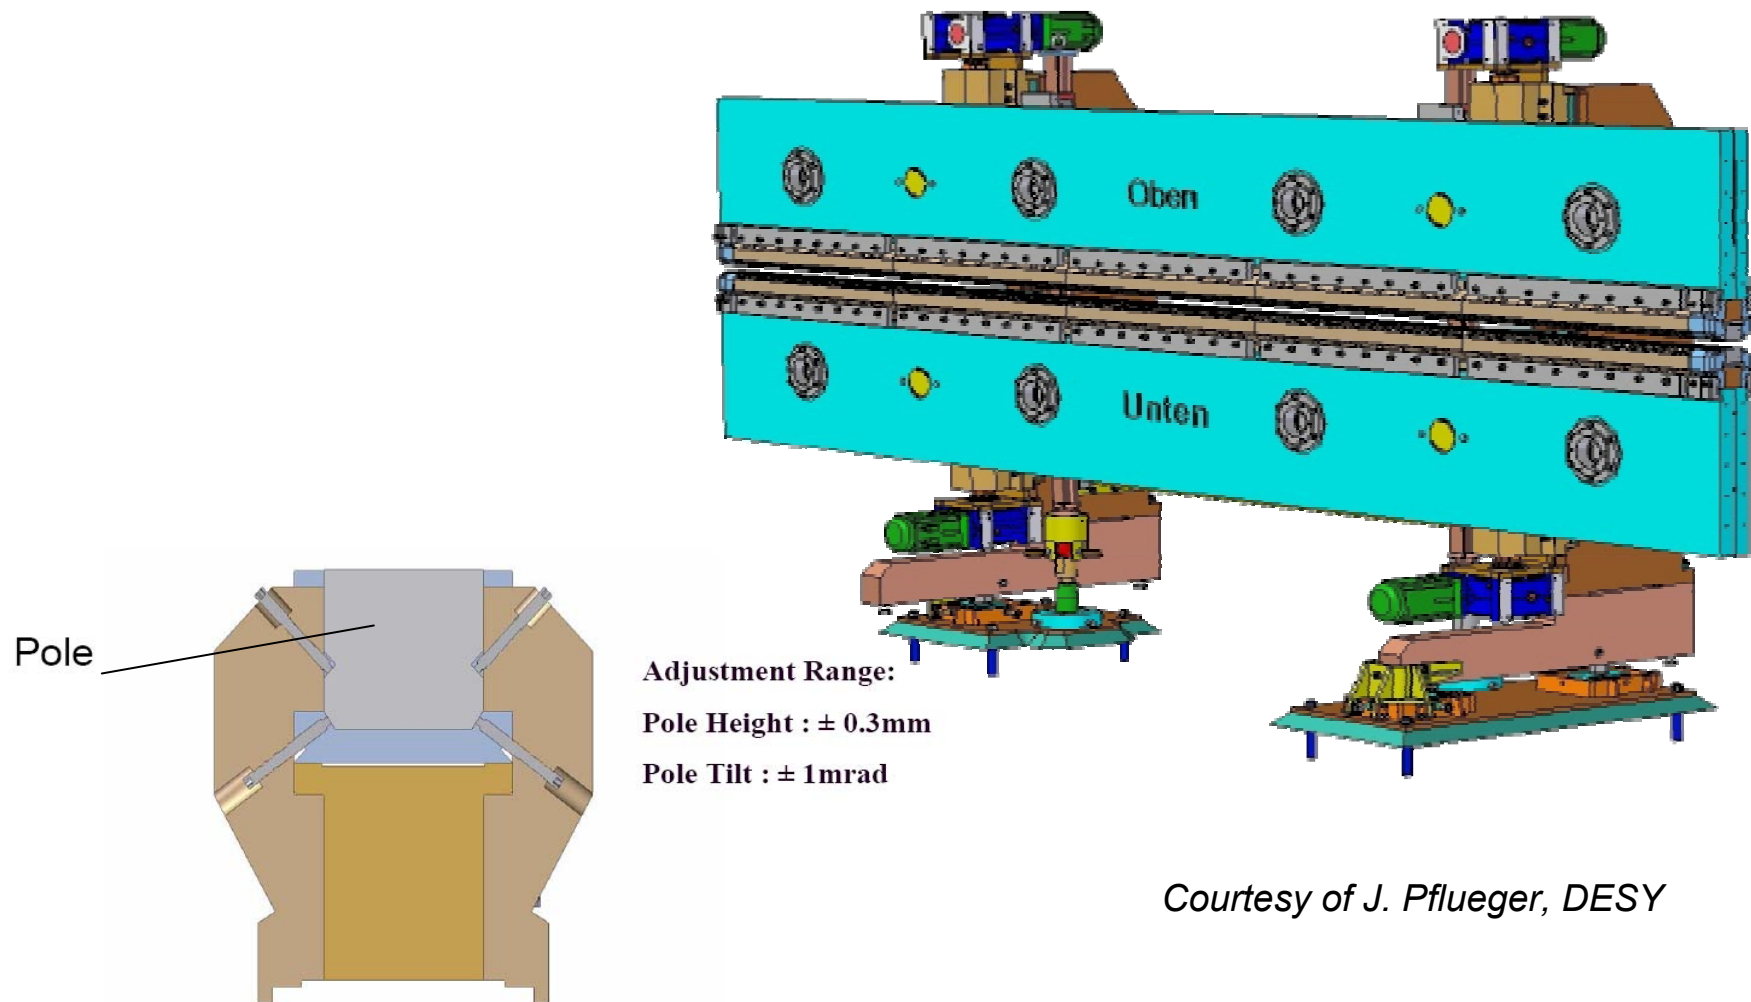 Oben
Unten
Pole
Adjustment Range:
Pole Height : ± 0.3mm
Pole Tilt : ± 1mrad
Courtesy of J. Pflueger, DESY